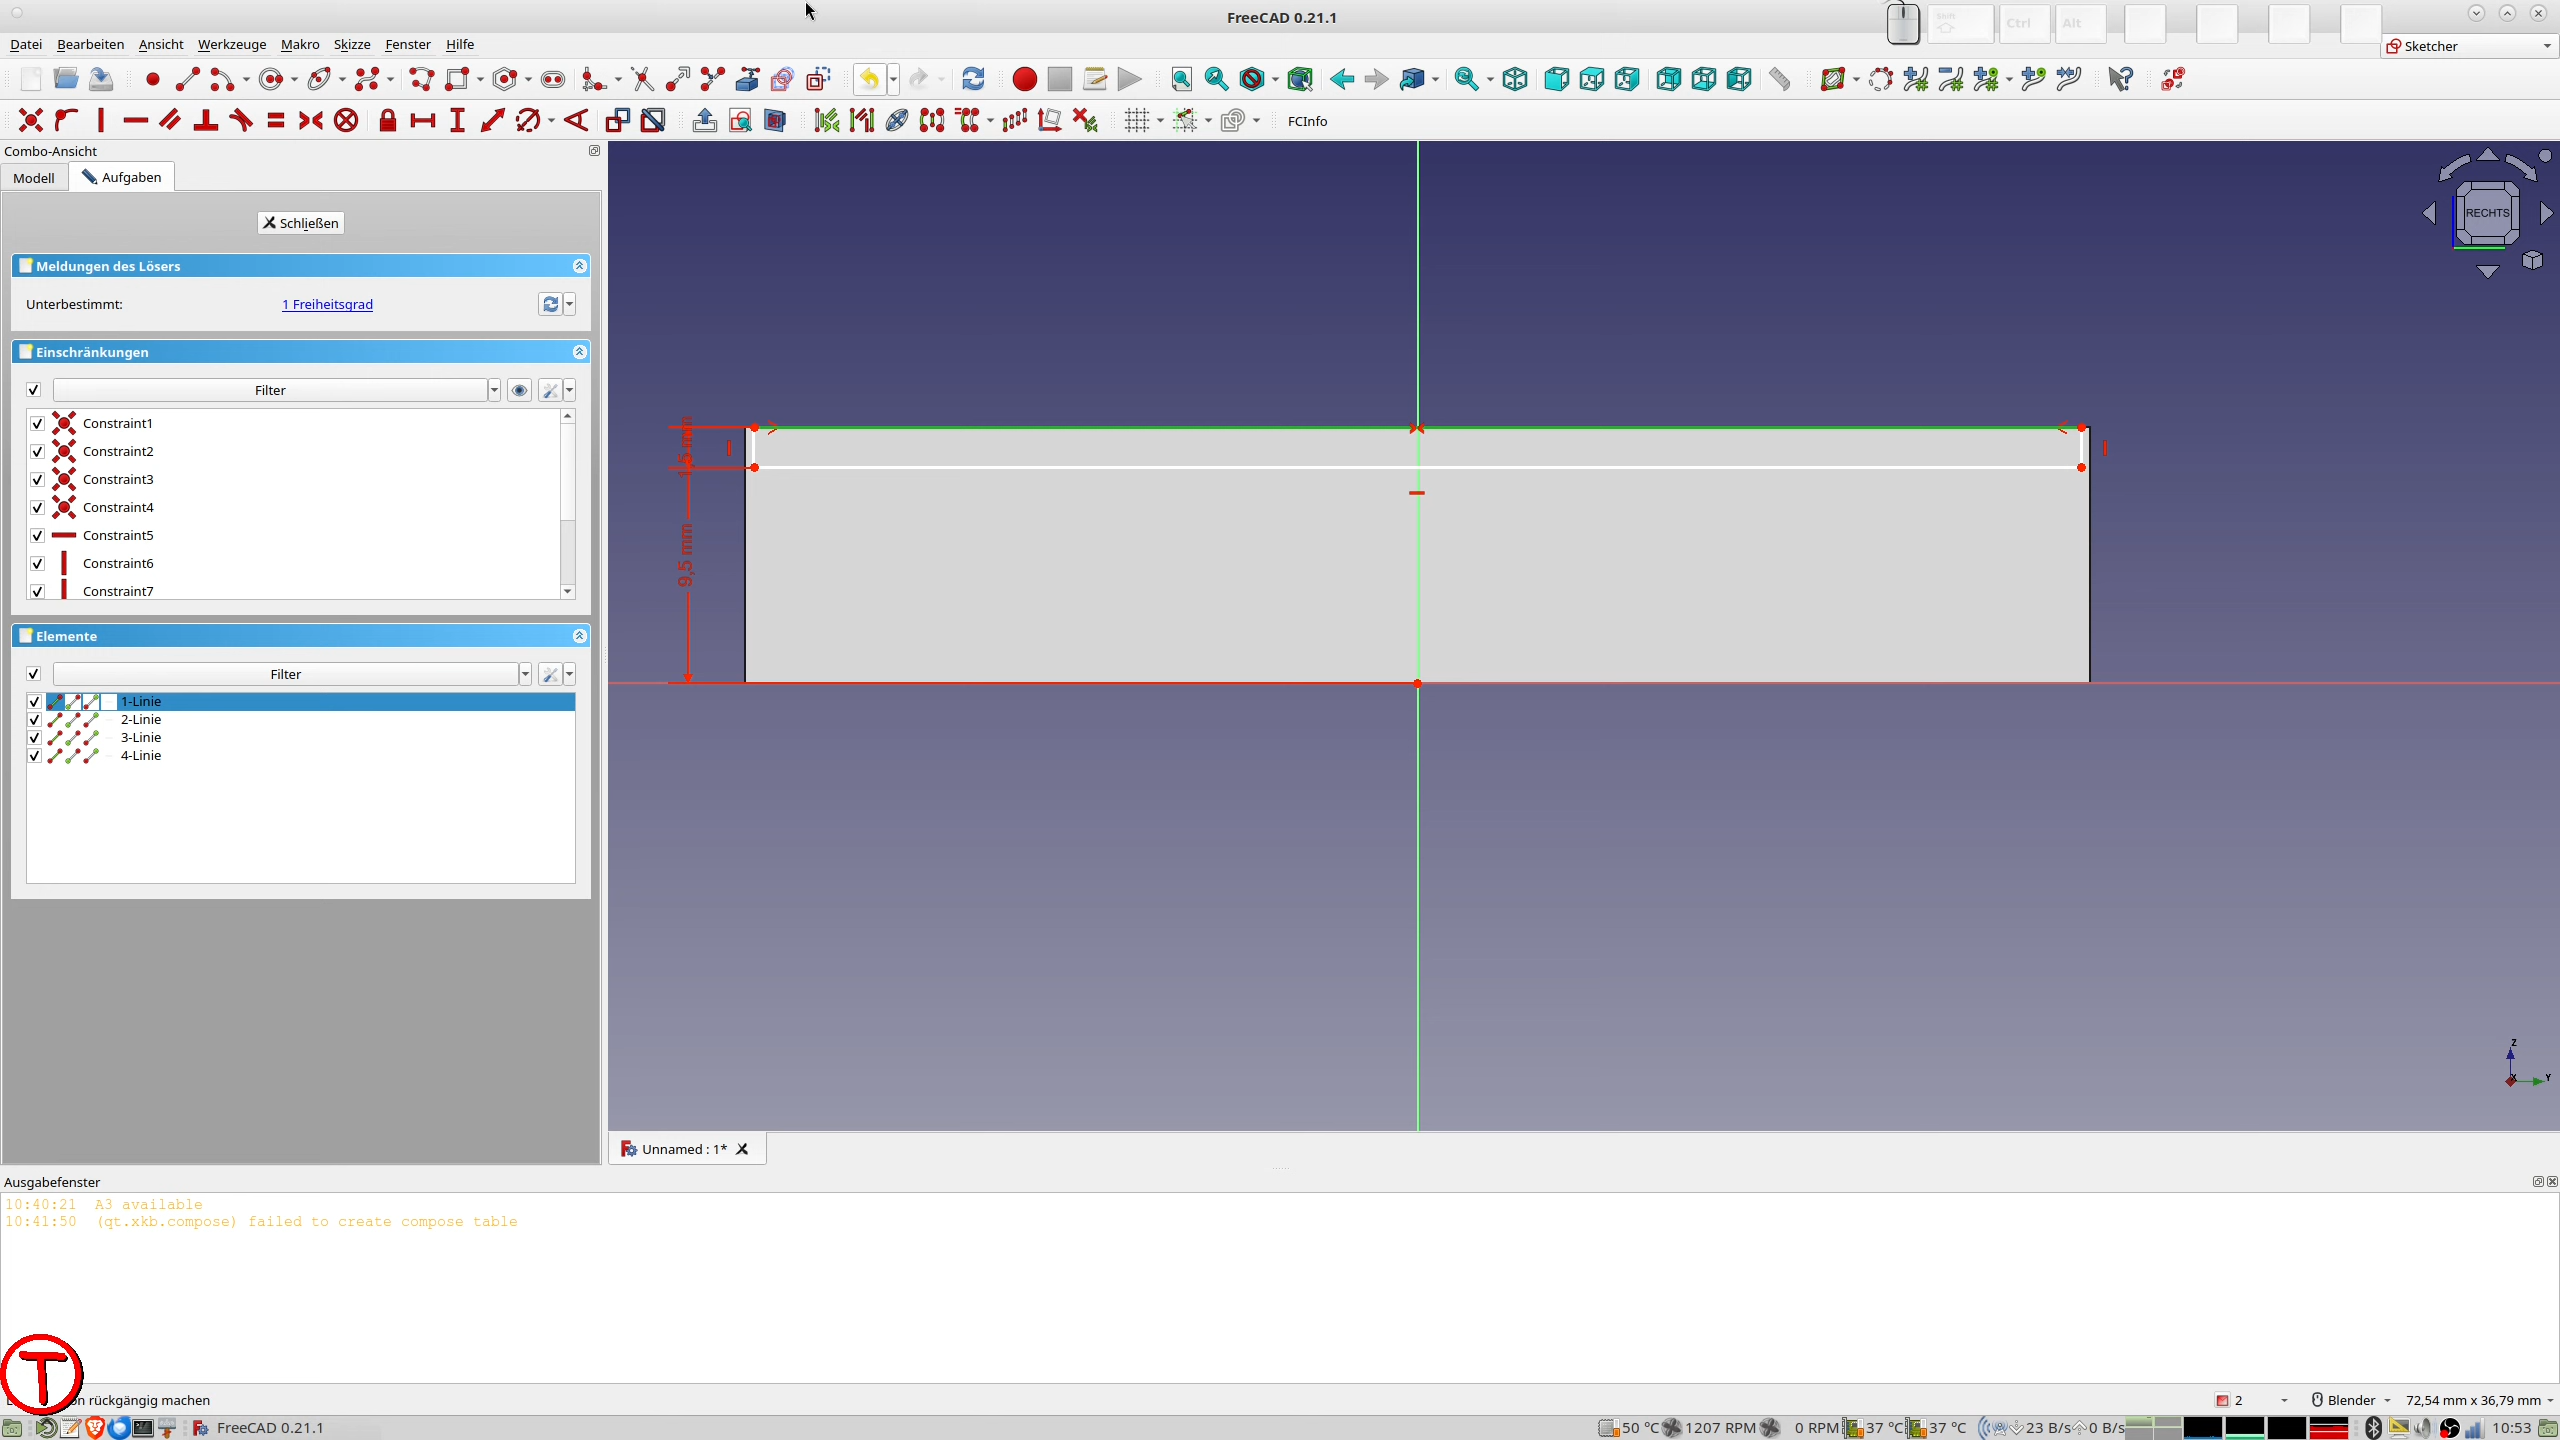 FreeCAD 0.21.1
Shift
Ctrl
Alt
Datei Bearbeiten Ansicht Werkzeuge Makro Skizze Fenster Hilfe
Sketcher
FCInfo
Combo-Ansicht
Modell
Aufgaben
RECHTS
Schließen
Meldungen des Lösers
Unterbestimmt:
1 Freiheitsgrad
Einschränkungen
Filter
Constraint1
Constraint2
Constraint3
Constraint4
Constraint5
Constraint6
Constraint7
9,5 mm
Elemente
Filter
1-Linie
2-Linie
3-Linie
4-Linie
Z
Y
X
Unnamed : 1*
Ausgabefenster
10:40:21 A3 available
10:41:50 (qt.xkb.compose) failed to create compose table
T
rückgängig machen
2
Blender
72,54 mm x 36,79 mm
FreeCAD 0.21.1
50 °C
1207 RPM
0 RPM
37 °C
37 °C
23 B/s
0 B/s
10:53